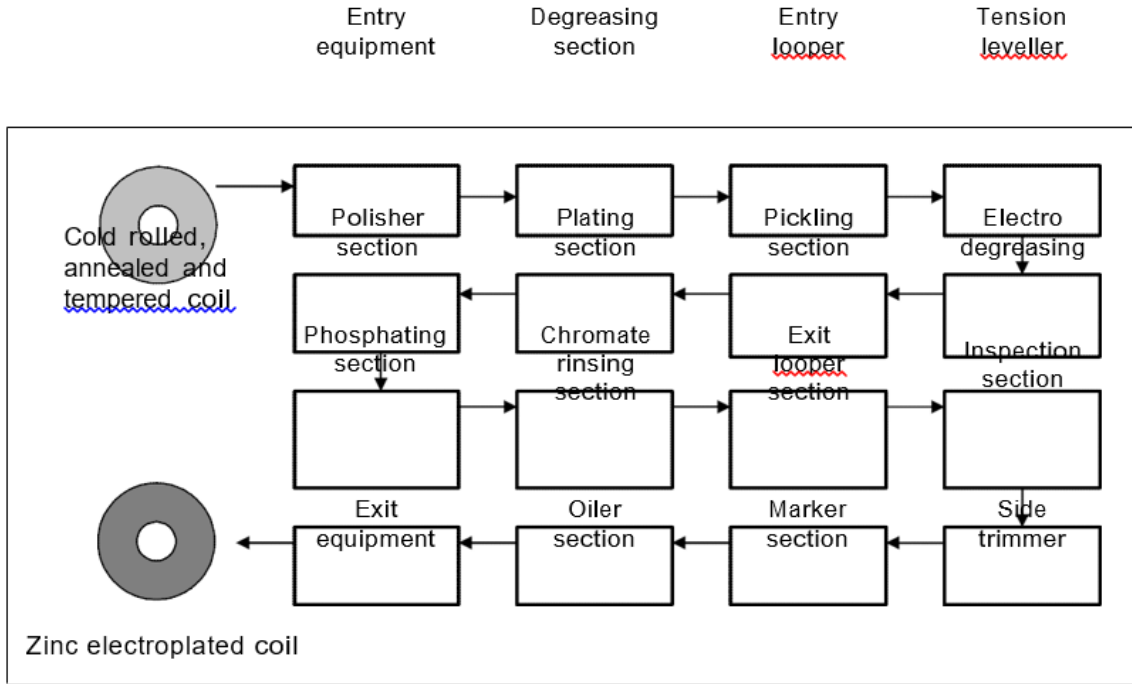 Entry
equipment
Degreasing
section
Entry
looper
Tension
leveller
Cold rolled,
annealed and
tempered coil
Polisher
section
Plating
section
Pickling
section
Electro
degreasing
Phosphating
section
Chromate
rinsing
section
Exit
looper
section
Inspection
section
Exit
equipment
Oiler
section
Marker
section
Side
trimmer
Zinc electroplated coil